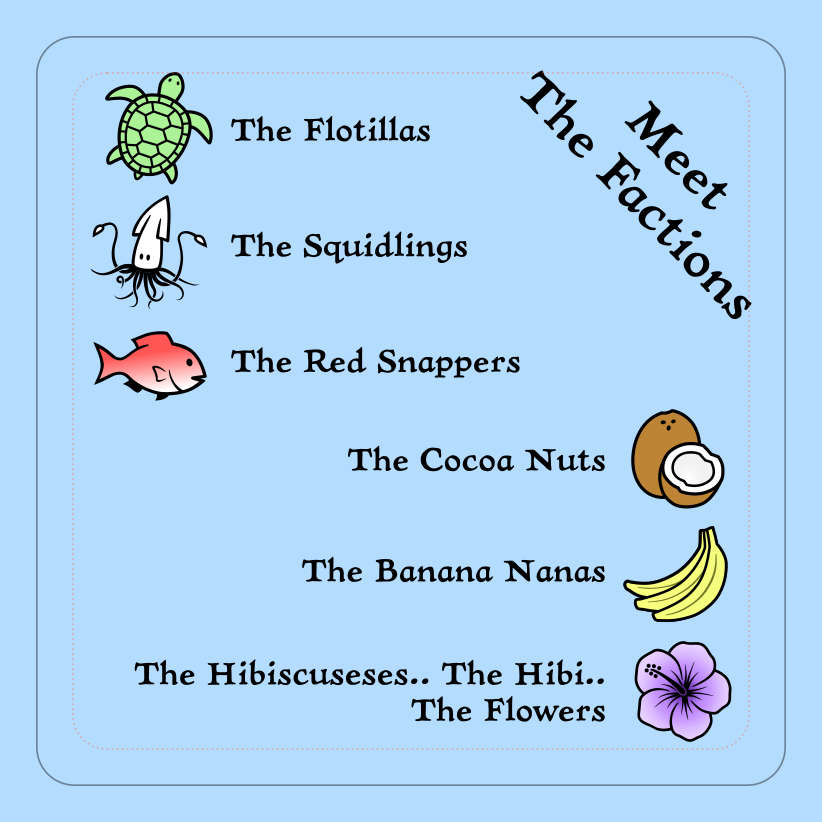 Meet
The Factions
The Flotillas
The Squidlings
The Red Snappers
The Cocoa Nuts
The Banana Nanas
The Hibiscuseses.. The Hibi..
The Flowers